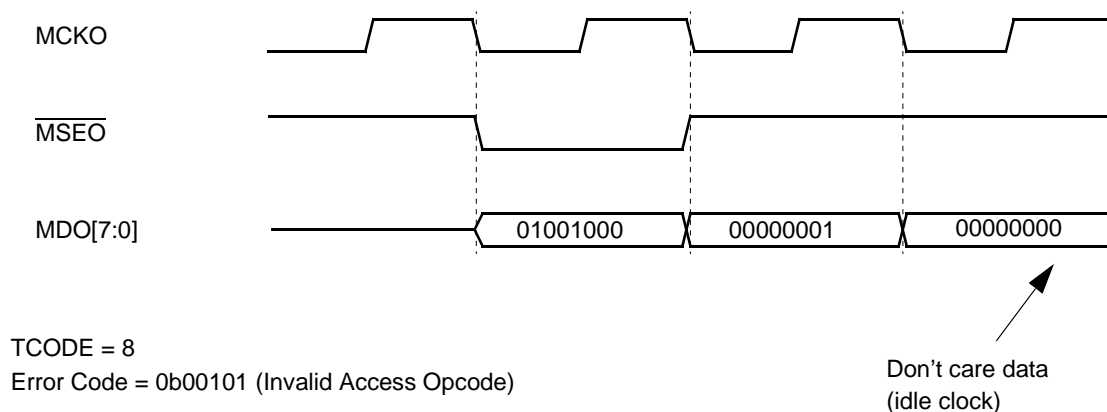 MCKO
MSEO
MDO[7:0]
01001000
00000001
00000000
TCODE = 8
Error Code = 0b00101 (Invalid Access Opcode)
Don’t care data
(idle clock)